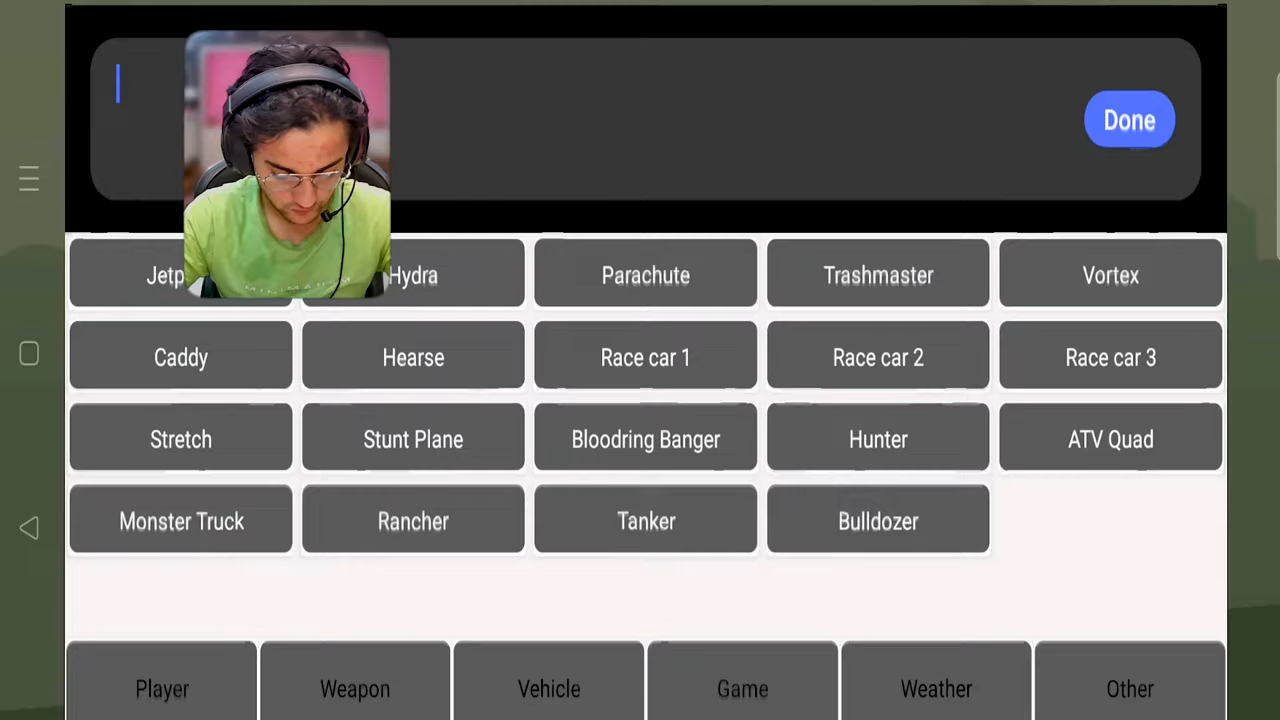 Done
Jetp Hydra Parachute Trashmaster Vortex
Caddy Hearse Race car 1 Race car 2 Race car 3
Stretch Stunt Plane Bloodring Banger Hunter ATV Quad
Monster Truck Rancher Tanker Bulldozer
Player Weapon Vehicle Game Weather Other